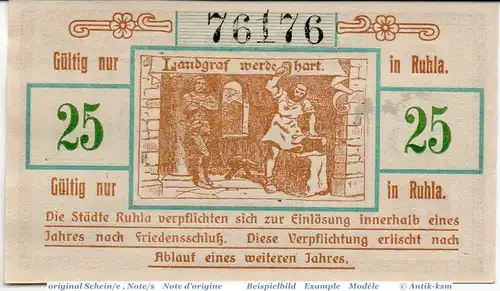 76176
Gültig nur in Ruhla.
Landgraf werde hart.
25 25
Gültig nur in Ruhla.
Die Städte Ruhla verpflichten sich zur Einlösung innerhalb eines
Jahres nach Friedensschluß. Diese Verpflichtung erlischt nach
Ablauf eines weiteren Jahres.
original Schein/e , Note/s Note d'origine Beispielbild Example Modéle © Antik-ksm